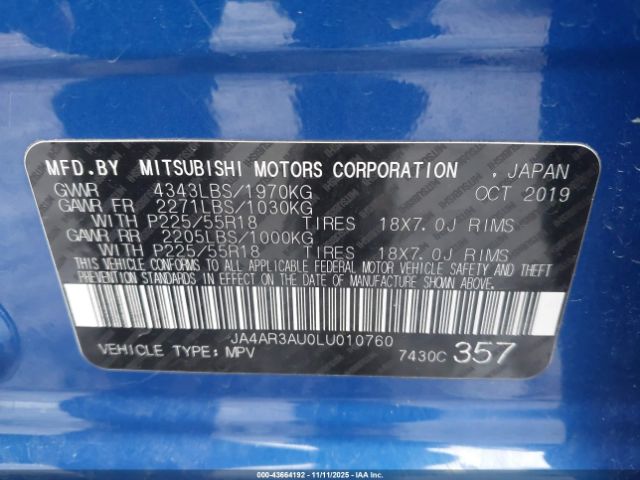 MFD.BY MITSUBISHI MOTORS CORPORATION , JAPAN
GVWR 4343LBS/1970KG OCT 2019
GAWR FR 2271LBS/1030KG
WITH P225/55R18 TIRES 18X7.0J RIMS
GAWR RR 2205LBS/1000KG
WITH P225/55R18 TIRES 18X7.0J RIMS
THIS VEHICLE CONFORMS TO ALL APPLICABLE FEDERAL MOTOR VEHICLE SAFETY AND THEFT
PREVENTION STANDARDS IN EFFECT ON THE DATE OF MANUFACTURE SHOWN ABOVE.
JA4AR3AU0LU010760
VEHICLE TYPE: MPV 7430C 357
43664192 - 11/11/2025 - IAAI.COM